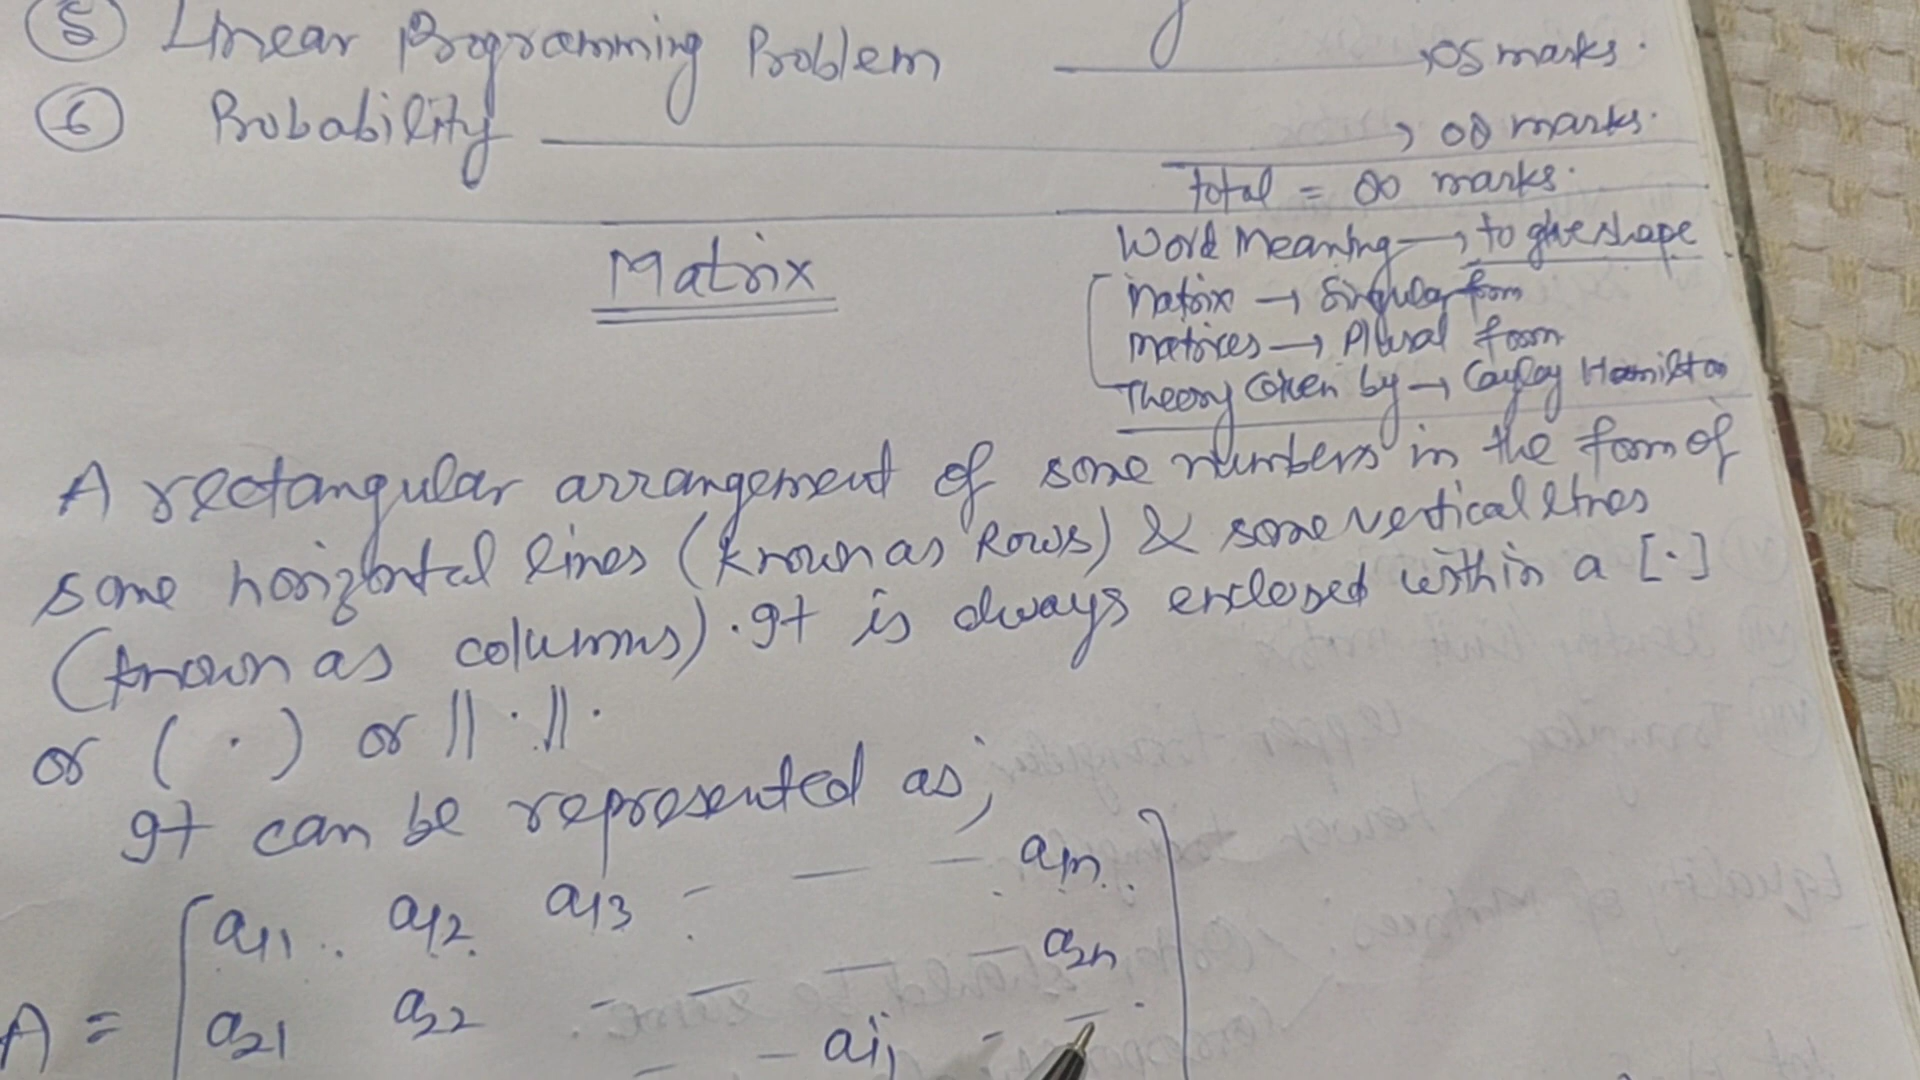 ⑤ Linear Programming Problem ——→ 05 marks.
⑥ Probability ——→ 08 marks.
Total = 80 marks.
Matrix
Word Meaning → to give shape
Matrix → Singular form
Matrices → Plural form
Theory Given by → Cayley Hamilton
A rectangular arrangement of some numbers in the form of
some horizontal lines (known as Rows) & some vertical lines
(known as columns). It is always enclosed within a [·]
or ( · ) or || · ||.
It can be represented as,
a11 a12 a13 - — — a1n
A = a21 a22 - — — — a2n
— - aij - -